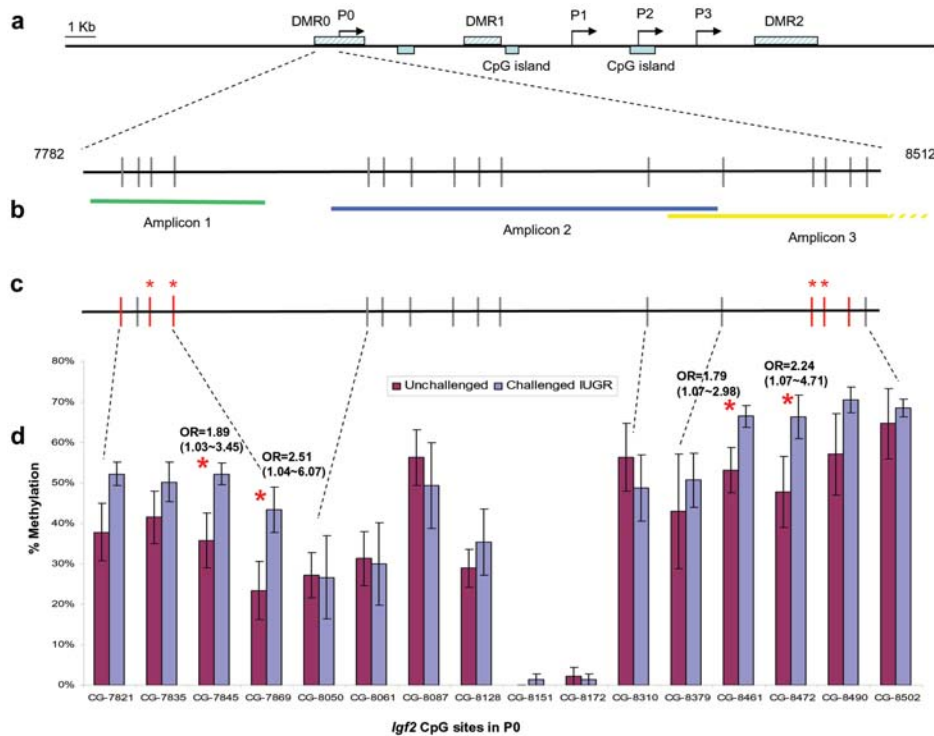 a
1 Kb
DMR0
P0
DMR1
P1
P2
P3
DMR2
CpG island
CpG island
7782
8512
b
Amplicon 1
Amplicon 2
Amplicon 3
c
* * * *
d
80%
70%
60%
50%
40%
30%
20%
10%
0%
% Methylation
Unchallenged
Challenged IUGR
OR=1.89
(1.03~3.45)
*
OR=2.51
(1.04~6.07)
*
OR=1.79
(1.07~2.98)
*
OR=2.24
(1.07~4.71)
*
CG-7821 CG-7835 CG-7845 CG-7869 CG-8050 CG-8061 CG-8087 CG-8128 CG-8151 CG-8172 CG-8310 CG-8379 CG-8461 CG-8472 CG-8490 CG-8502
Igf2 CpG sites in P0